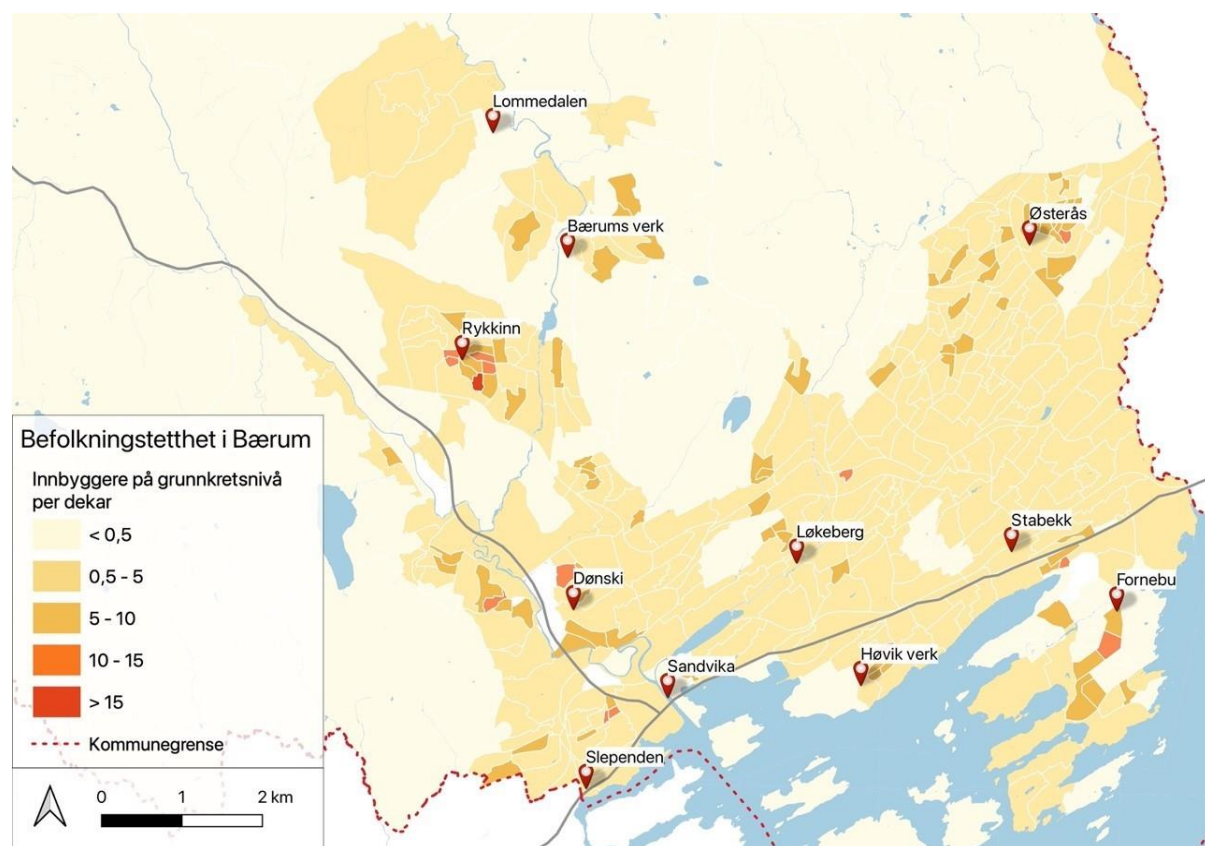 Lommedalen
Østerås
Bærums verk
Rykkinn
Befolkningstetthet i Bærum
Innbyggere på grunnkretsnivå
per dekar
< 0,5
0,5 - 5
5 - 10
10 - 15
> 15
Kommunegrense
0 1 2 km
Løkeberg
Stabekk
Dønski
Fornebu
Høvik verk
Sandvika
Slependen